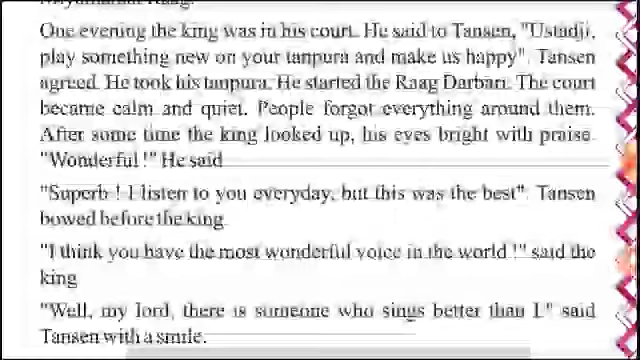 Raag.
One evening the king was in his court. He said to Tansen, "Ustadji,
play something new on your tanpura and make us happy". Tansen
agreed. He took his tanpura. He started the Raag Darbari. The court
became calm and quiet. People forgot everything around them.
After some time the king looked up, his eyes bright with praise.
"Wonderful !" He said
"Superb ! I listen to you everyday, but this was the best". Tansen
bowed before the king.
"I think you have the most wonderful voice in the world !" said the
king
"Well, my lord, there is someone who sings better than I." said
Tansen with a smile.